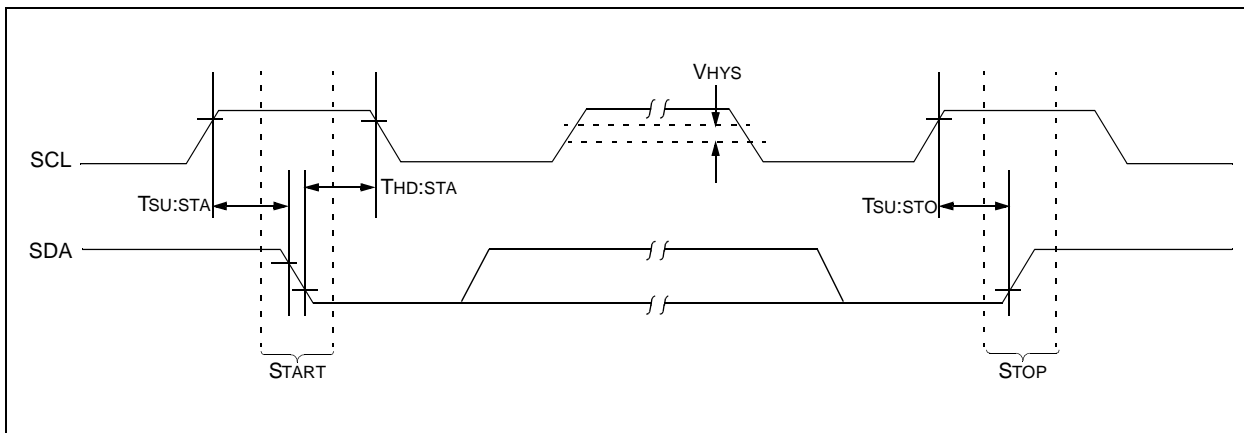 VHYS
SCL
THD:STA
TSU:STA
TSU:STO
SDA
START
STOP